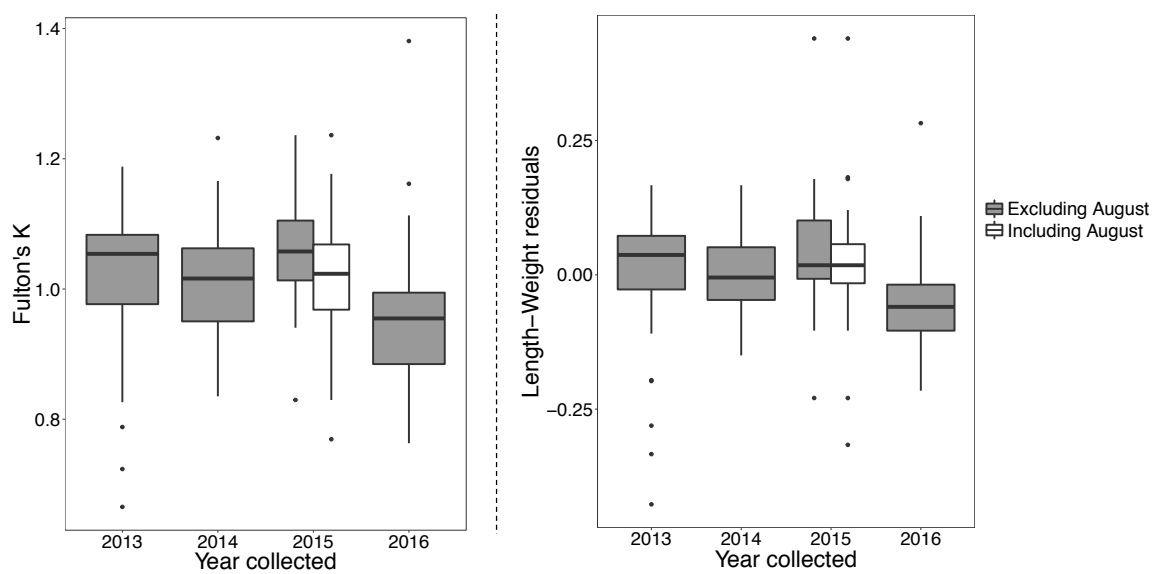 Fulton's K
1.4
1.2
1.0
0.8
2013 2014 2015 2016
Year collected
Length−Weight residuals
0.25
0.00
−0.25
2013 2014 2015 2016
Year collected
Excluding August
Including August